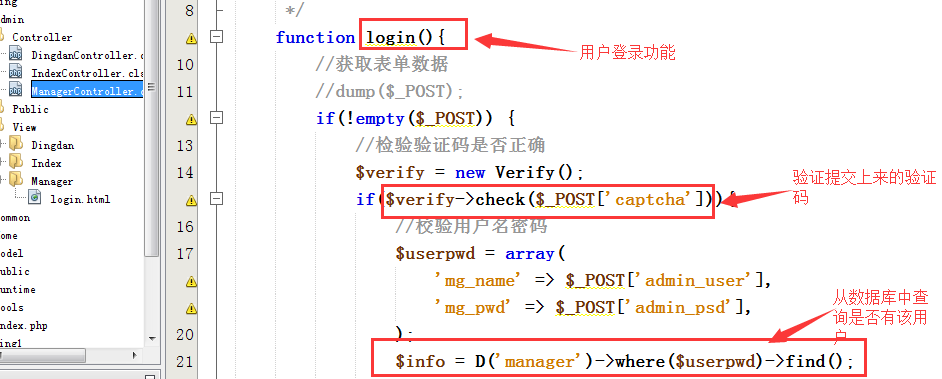 ing
dmin
Controller
DingdanController.
IndexController.cls
ManagerController.
Public
View
Dingdan
Index
Manager
login.html
ommon
ome
odel
ublic
untime
ools
ndex.php
ing1
8 */
function login(){
10 //获取表单数据
11 //dump($_POST);
if(!empty($_POST)) {
13 //检验验证码是否正确
14 $verify = new Verify();
if($verify->check($_POST['captcha'])){
16 //校验用户名密码
17 $userpwd = array(
'mg_name' => $_POST['admin_user'],
'mg_pwd' => $_POST['admin_psd'],
20 );
21 $info = D('manager')->where($userpwd)->find();
用户登录功能
验证提交上来的验证
码
从数据库中查
询是否有该用
户